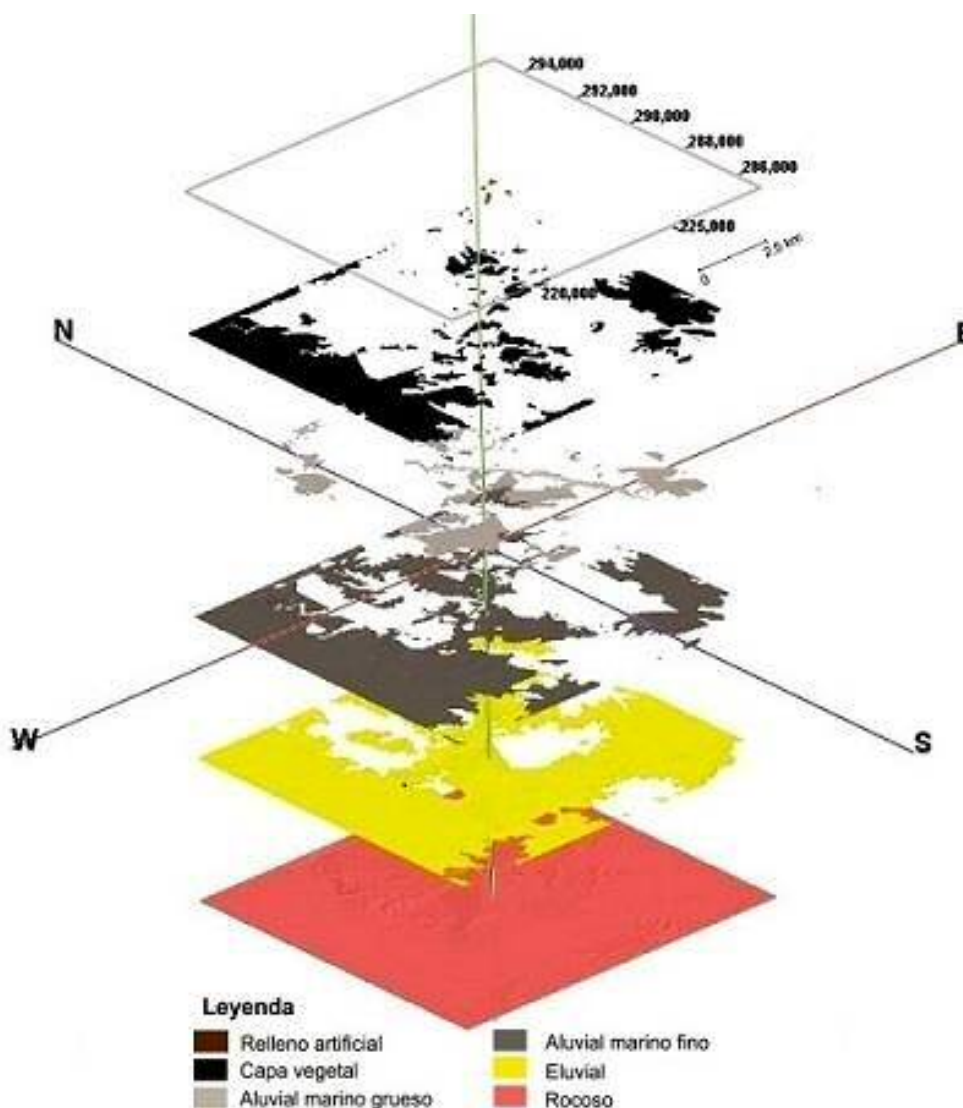 294,000
292,000
290,000
288,000
286,000
225,000
2,5 km
0
220,000
N
E
W
S
Leyenda
Relleno artificial
Capa vegetal
Aluvial marino grueso
Aluvial marino fino
Eluvial
Rocoso